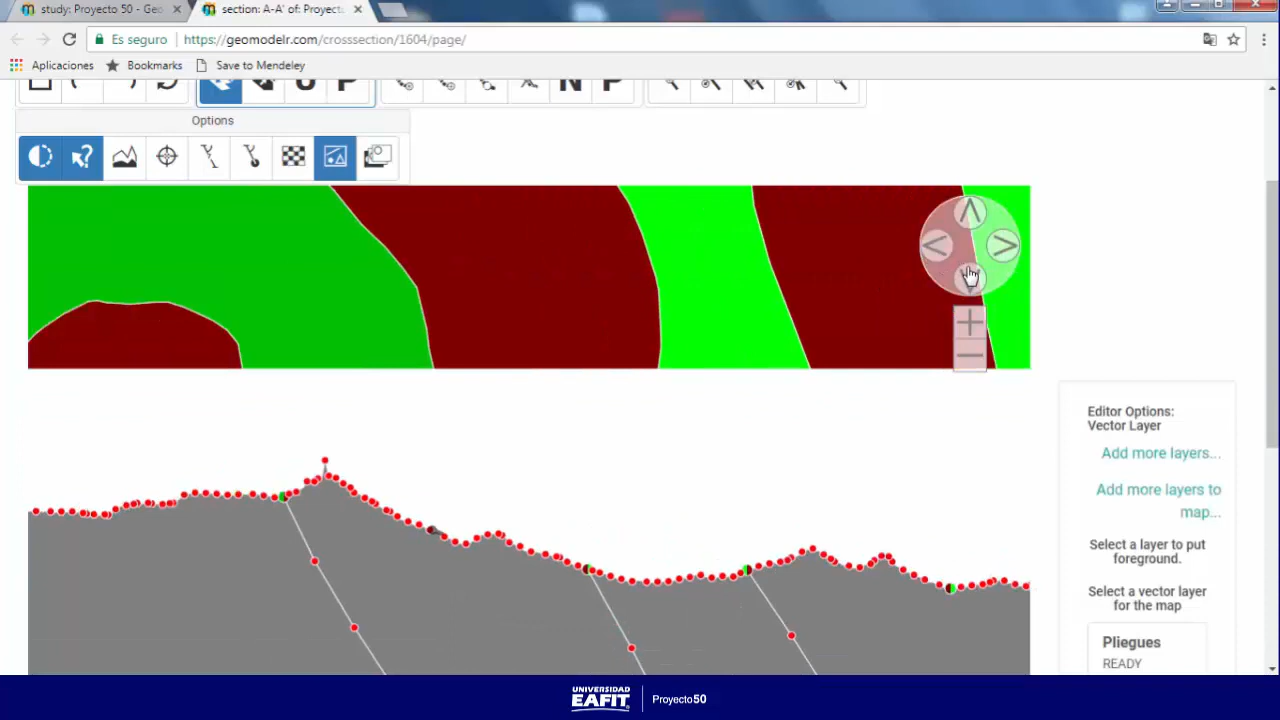 study: Proyecto 50 - Geo
section: A-A' of: Proyect
Es seguro
https://geomodelr.com/crosssection/1604/page/
Aplicaciones
Bookmarks
Save to Mendeley
Options
Editor Options:
Vector Layer
Add more layers...
Add more layers to
map...
Select a layer to put
foreground.
Select a vector layer
for the map
Pliegues
READY
UNIVERSIDAD
EAFIT
Proyecto50